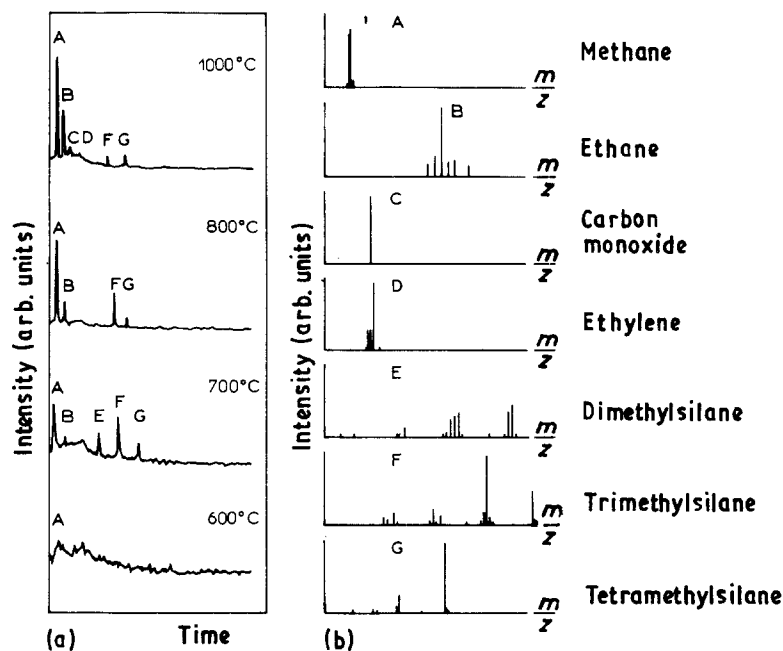 A
1000°C
B
C D F G
800°C
A
B
F G
700°C
A
B E F G
600°C
A
Intensity (arb. units)
(a) Time
A
m/z
Methane
B
m/z
Ethane
C
m/z
Carbon
monoxide
D
m/z
Ethylene
E
m/z
Dimethylsilane
F
m/z
Trimethylsilane
G
m/z
Tetramethylsilane
Intensity (arb. units)
(b)